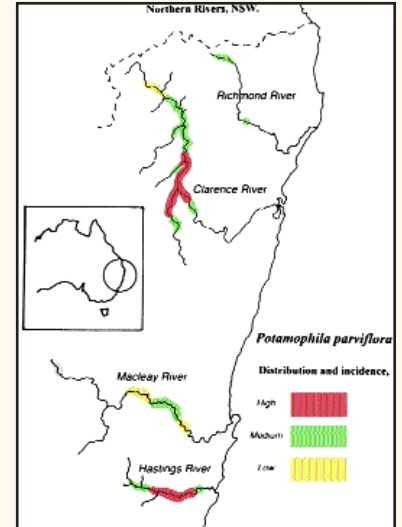 Northern Rivers, NSW.
Richmond River
Clarence River
Potamophila parviflora
Macleay River
Distribution and incidence,
High
Medium
Hastings River
Low